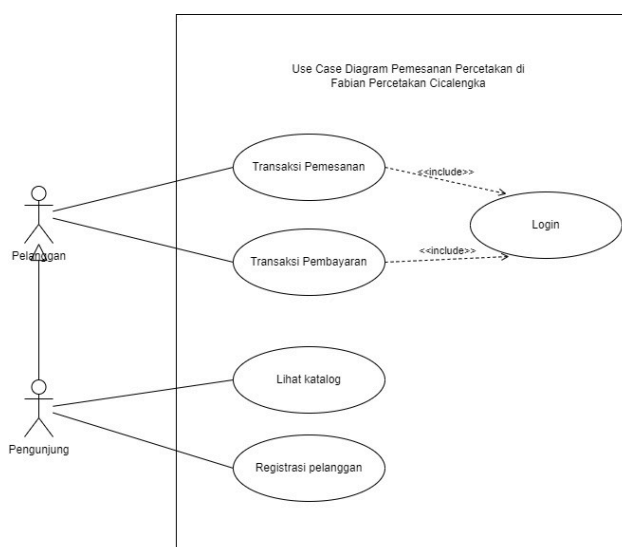 Use Case Diagram Pemesanan Percetakan di
Fabian Percetakan Cicalengka
Transaksi Pemesanan
<<include>>
Login
Pelanggan
<<include>>
Transaksi Pembayaran
Lihat katalog
Pengunjung
Registrasi pelanggan